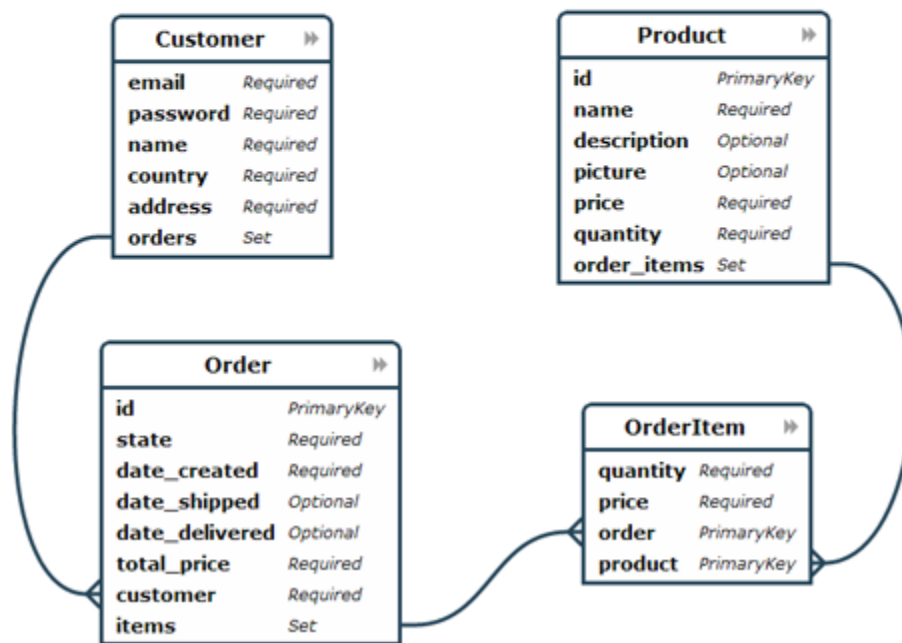 Customer
email Required
password Required
name Required
country Required
address Required
orders Set
Product
id PrimaryKey
name Required
description Optional
picture Optional
price Required
quantity Required
order_items Set
Order
id PrimaryKey
state Required
date_created Required
date_shipped Optional
date_delivered Optional
total_price Required
customer Required
items Set
OrderItem
quantity Required
price Required
order PrimaryKey
product PrimaryKey